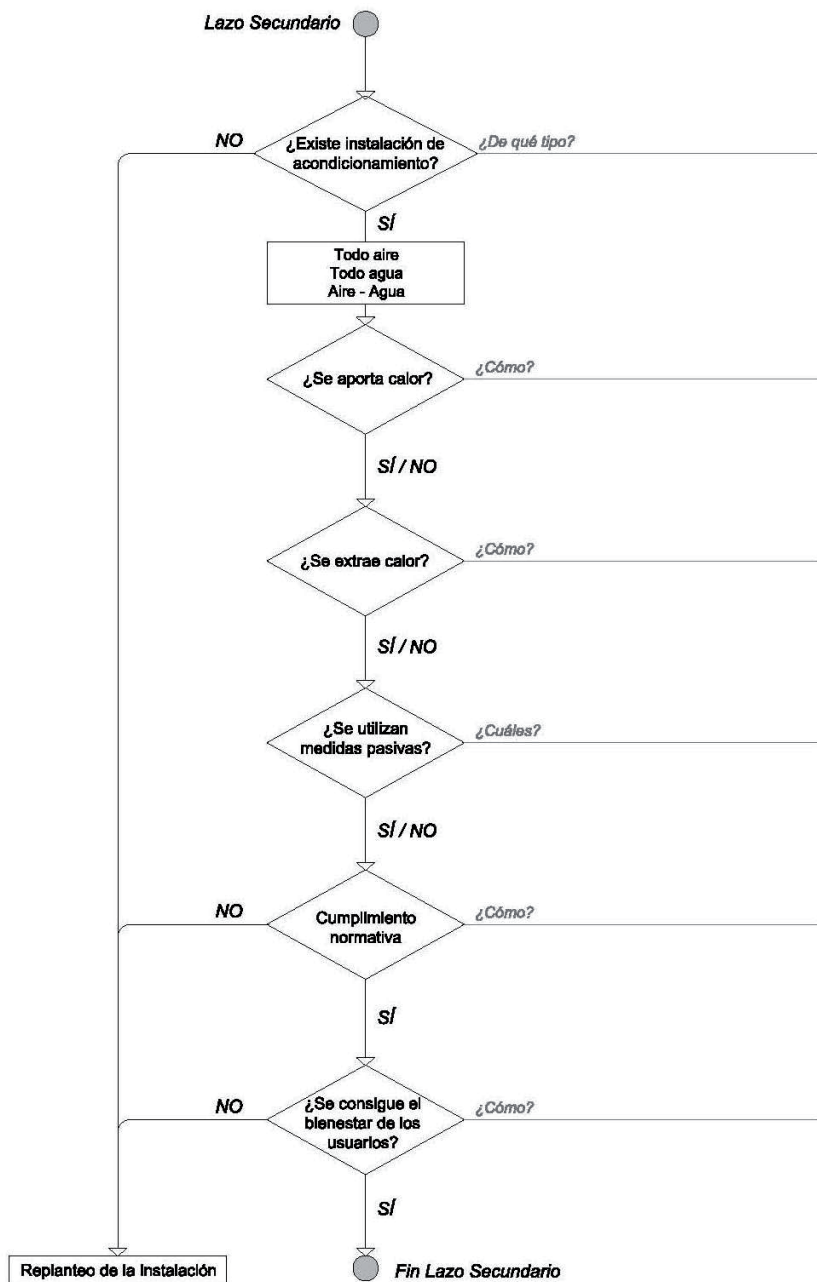 Lazo Secundario
NO
¿Existe instalación de
acondicionamiento?
¿De qué tipo?
SÍ
Todo aire
Todo agua
Aire - Agua
¿Se aporta calor?
¿Cómo?
SÍ / NO
¿Se extrae calor?
¿Cómo?
SÍ / NO
¿Se utilizan
medidas pasivas?
¿Cuáles?
SÍ / NO
NO
Cumplimiento
normativa
¿Cómo?
SÍ
NO
¿Se consigue el
bienestar de los
usuarios?
¿Cómo?
SÍ
Replanteo de la instalación
Fin Lazo Secundario